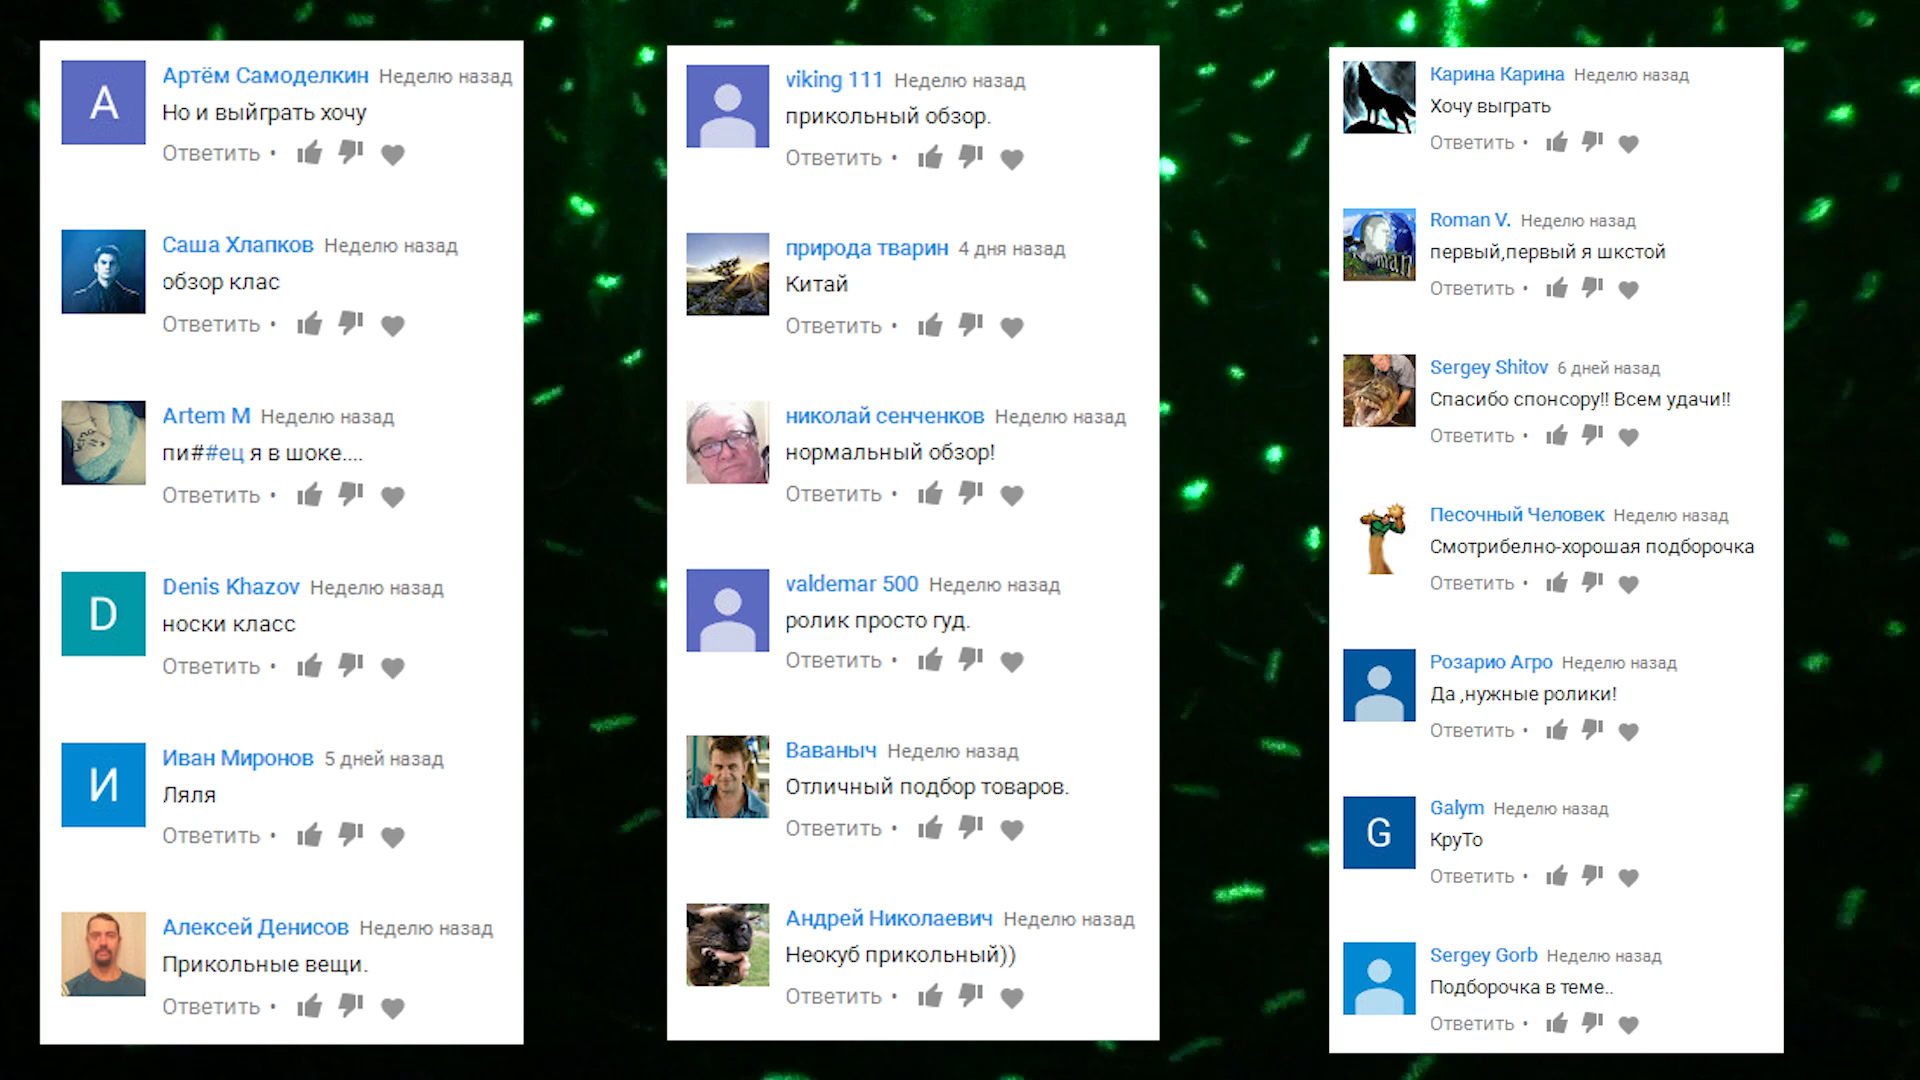 Артём Самоделкин Неделю назад
Но и выйграть хочу
Ответить •
Саша Хлапков Неделю назад
обзор клас
Ответить •
Artem M Неделю назад
пи##ец я в шоке....
Ответить •
D
Denis Khazov Неделю назад
носки класс
Ответить •
И
Иван Миронов 5 дней назад
Ляля
Ответить •
Алексей Денисов Неделю назад
Прикольные вещи.
Ответить •
A
viking 111 Неделю назад
прикольный обзор.
Ответить •
природа тварин 4 дня назад
Китай
Ответить •
николай сенченков Неделю назад
нормальный обзор!
Ответить •
valdemar 500 Неделю назад
ролик просто гуд.
Ответить •
Ваваныч Неделю назад
Отличный подбор товаров.
Ответить •
Андрей Николаевич Неделю назад
Неокуб прикольный))
Ответить •
Карина Карина Неделю назад
Хочу выграть
Ответить •
Roman V. Неделю назад
первый,первый я шкстой
Ответить •
Sergey Shitov 6 дней назад
Спасибо спонсору!! Всем удачи!!
Ответить •
Песочный Человек Неделю назад
Смотрибелно-хорошая подборочка
Ответить •
Розарио Агро Неделю назад
Да ,нужные ролики!
Ответить •
G
Galym Неделю назад
КруТо
Ответить •
Sergey Gorb Неделю назад
Подборочка в теме..
Ответить •